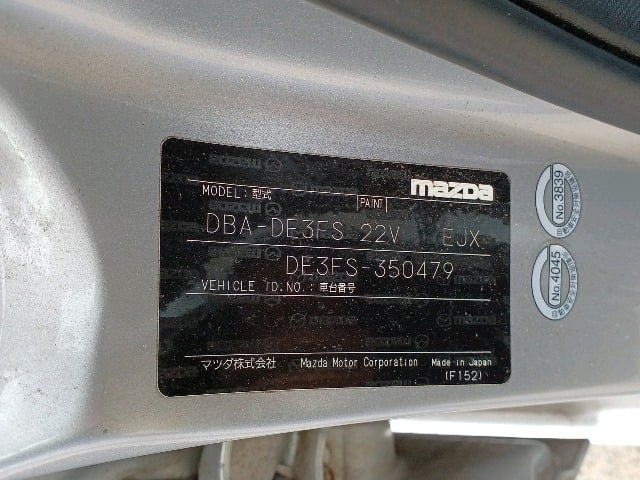 mazda
MODEL:型式
PAINT
DBA-DE3FS 22V EJX
DE3FS-350479
VEHICLE ID.NO.:車台番号
マツダ株式会社 Mazda Motor Corporation Made in Japan
(F152)
No.3839
No.4045